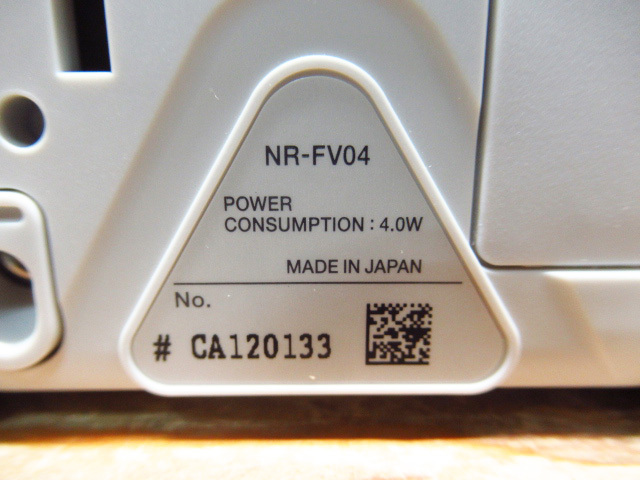 NR-FV04
POWER
CONSUMPTION : 4.0W
MADE IN JAPAN
No.
# CA120133